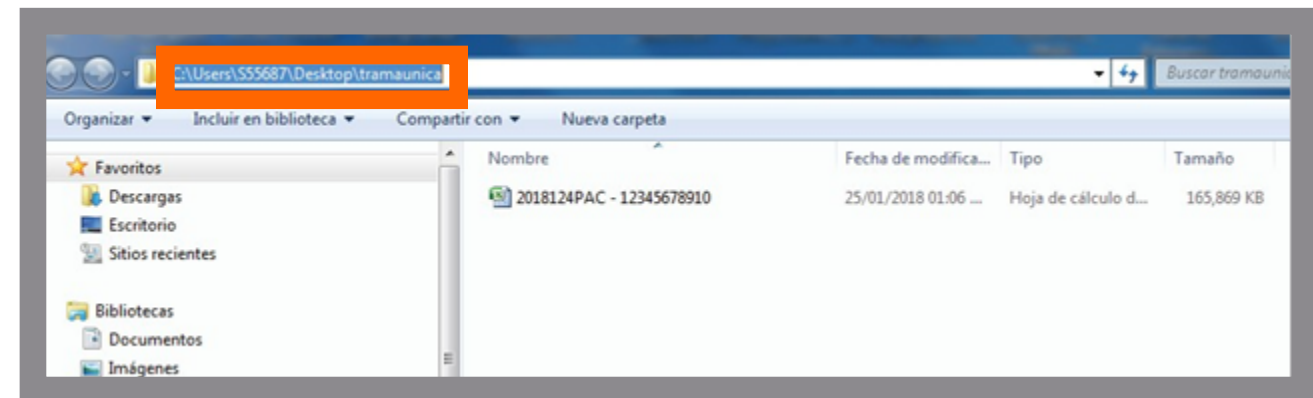 C:\Users\S55687\Desktop\tramaunica
Buscar tramaunic
Organizar Incluir en biblioteca Compartir con Nueva carpeta
Favoritos
Descargas
Escritorio
Sitios recientes
Bibliotecas
Documentos
Imágenes
Nombre Fecha de modifica... Tipo Tamaño
2018124PAC - 12345678910 25/01/2018 01:06 ... Hoja de cálculo d... 165,869 KB